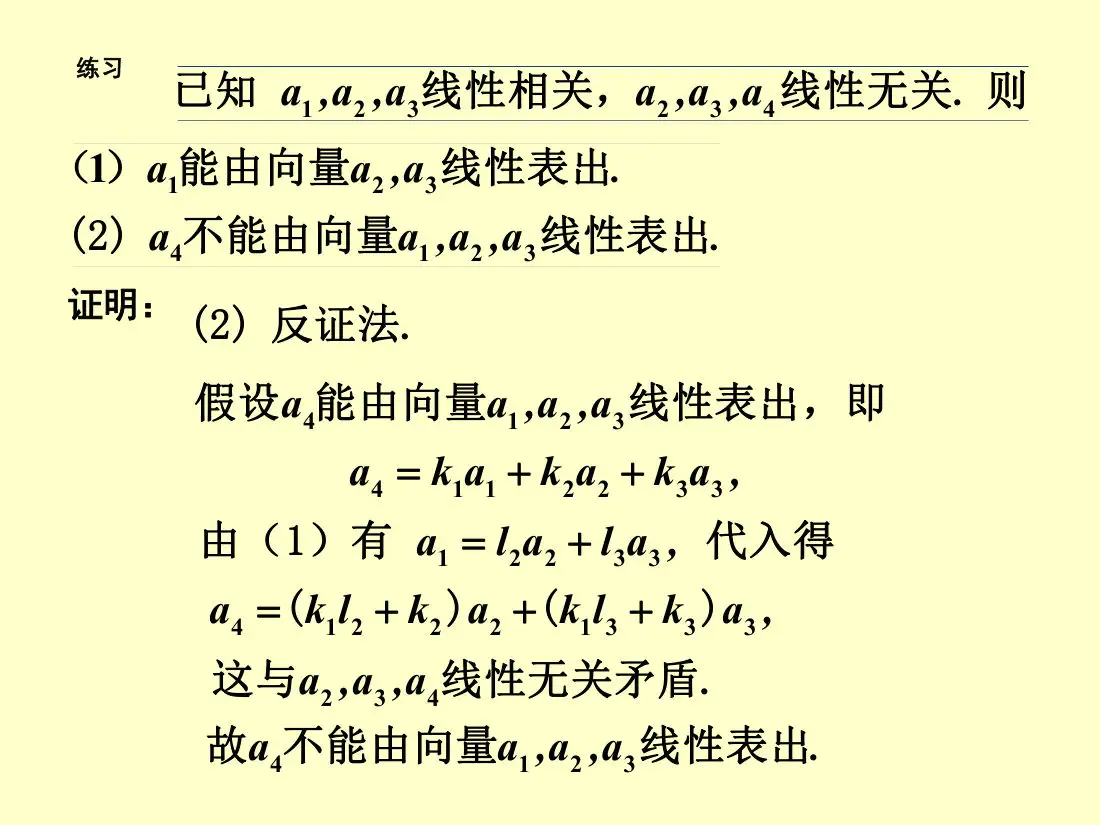 练习
已知 a₁,a₂,a₃线性相关，a₂,a₃,a₄线性无关. 则
(1) a₁能由向量a₂,a₃线性表出.
(2) a₄不能由向量a₁,a₂,a₃线性表出.
证明：
(2) 反证法.
假设a₄能由向量a₁,a₂,a₃线性表出，即
a₄ = k₁a₁ + k₂a₂ + k₃a₃,
由（1）有 a₁ = l₂a₂ + l₃a₃, 代入得
a₄ = (k₁l₂ + k₂)a₂ + (k₁l₃ + k₃)a₃,
这与a₂,a₃,a₄线性无关矛盾.
故a₄不能由向量a₁,a₂,a₃线性表出.